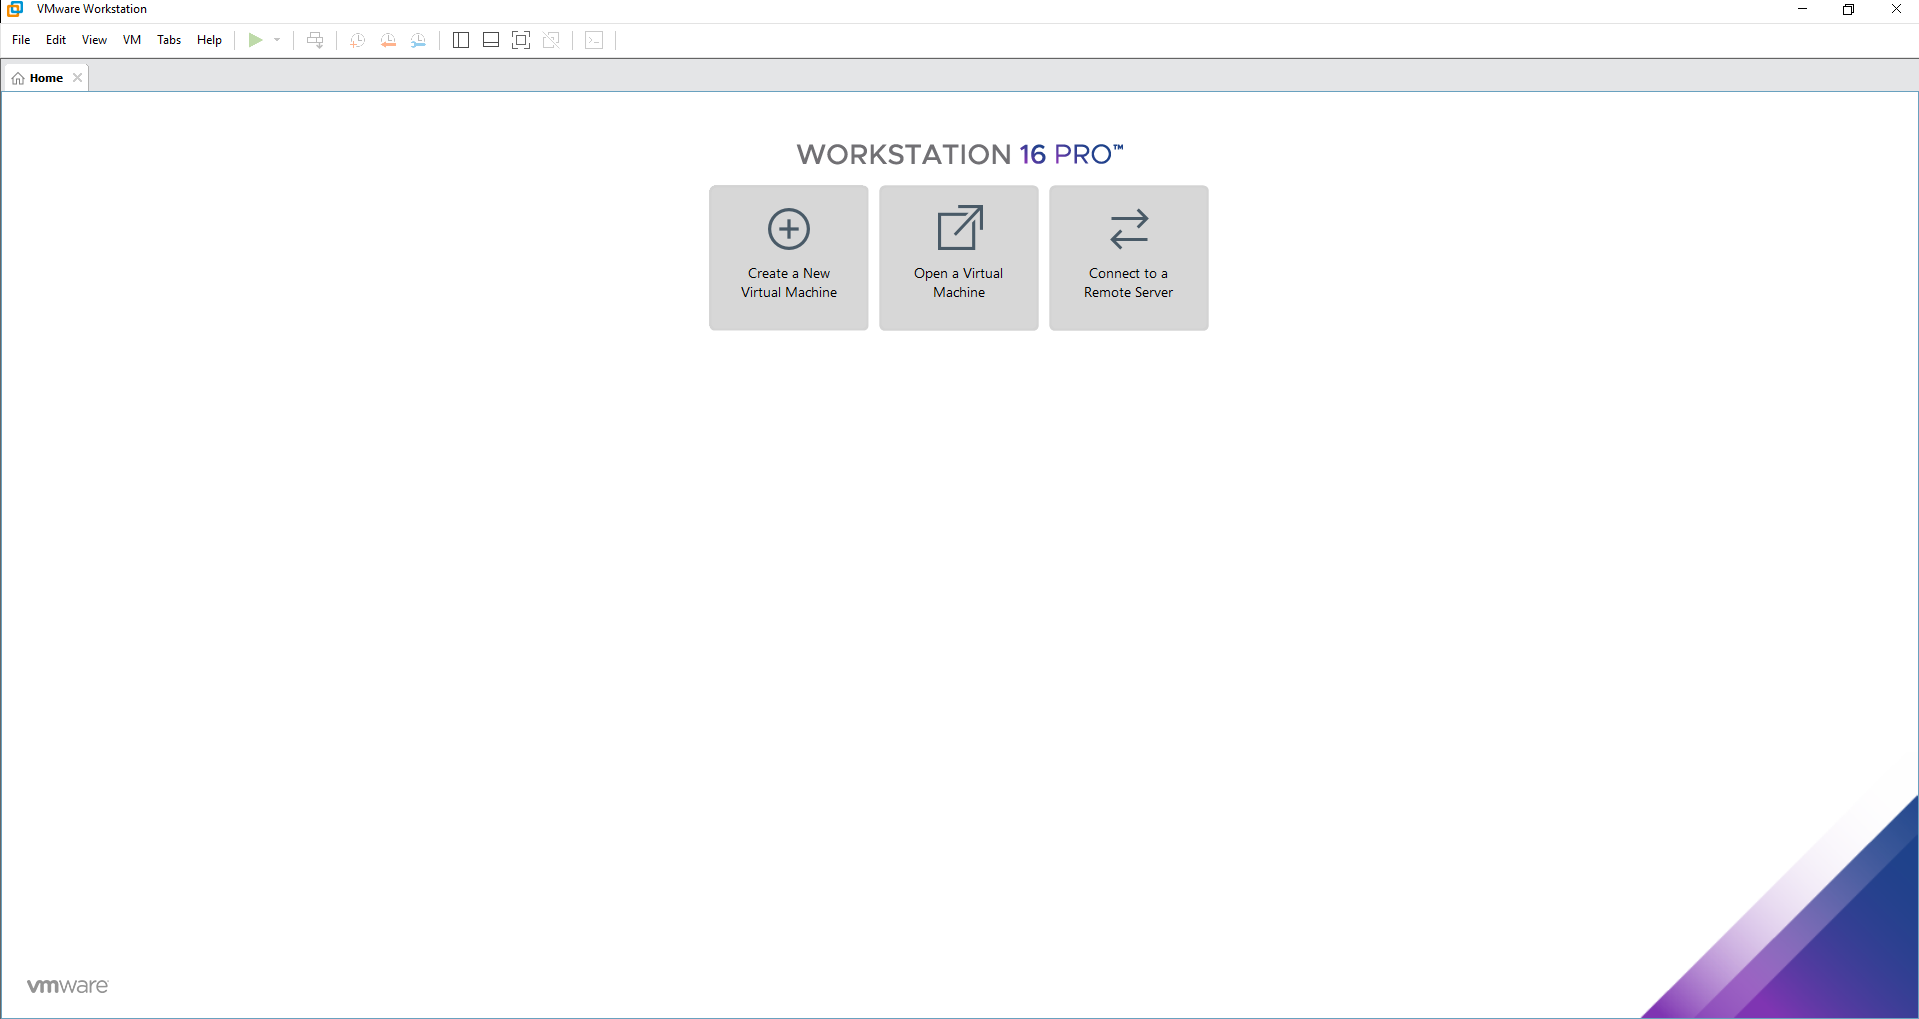 VMware Workstation
File Edit View VM Tabs Help
Home
WORKSTATION 16 PRO™
Create a New
Virtual Machine
Open a Virtual
Machine
Connect to a
Remote Server
vmware